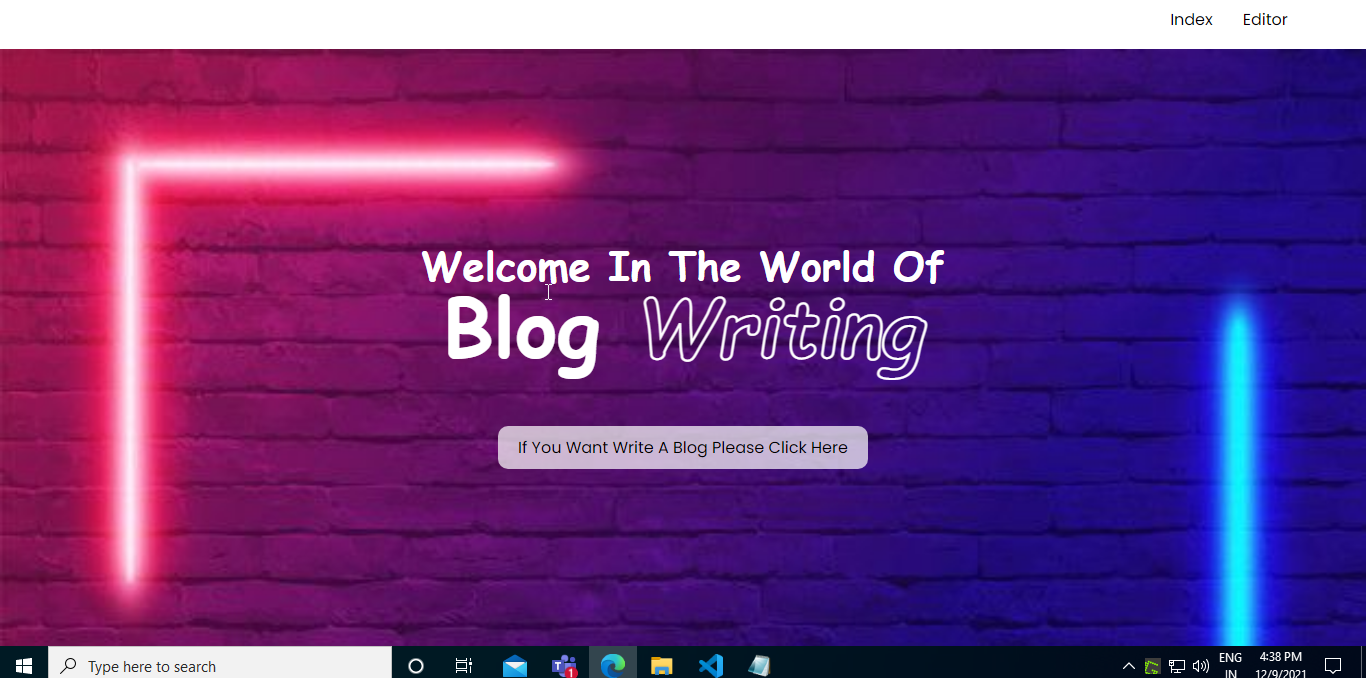 Index Editor
Welcome In The World Of
Blog Writing
If You Want Write A Blog Please Click Here
Type here to search
1
ENG
IN
4:38 PM
12/9/2021